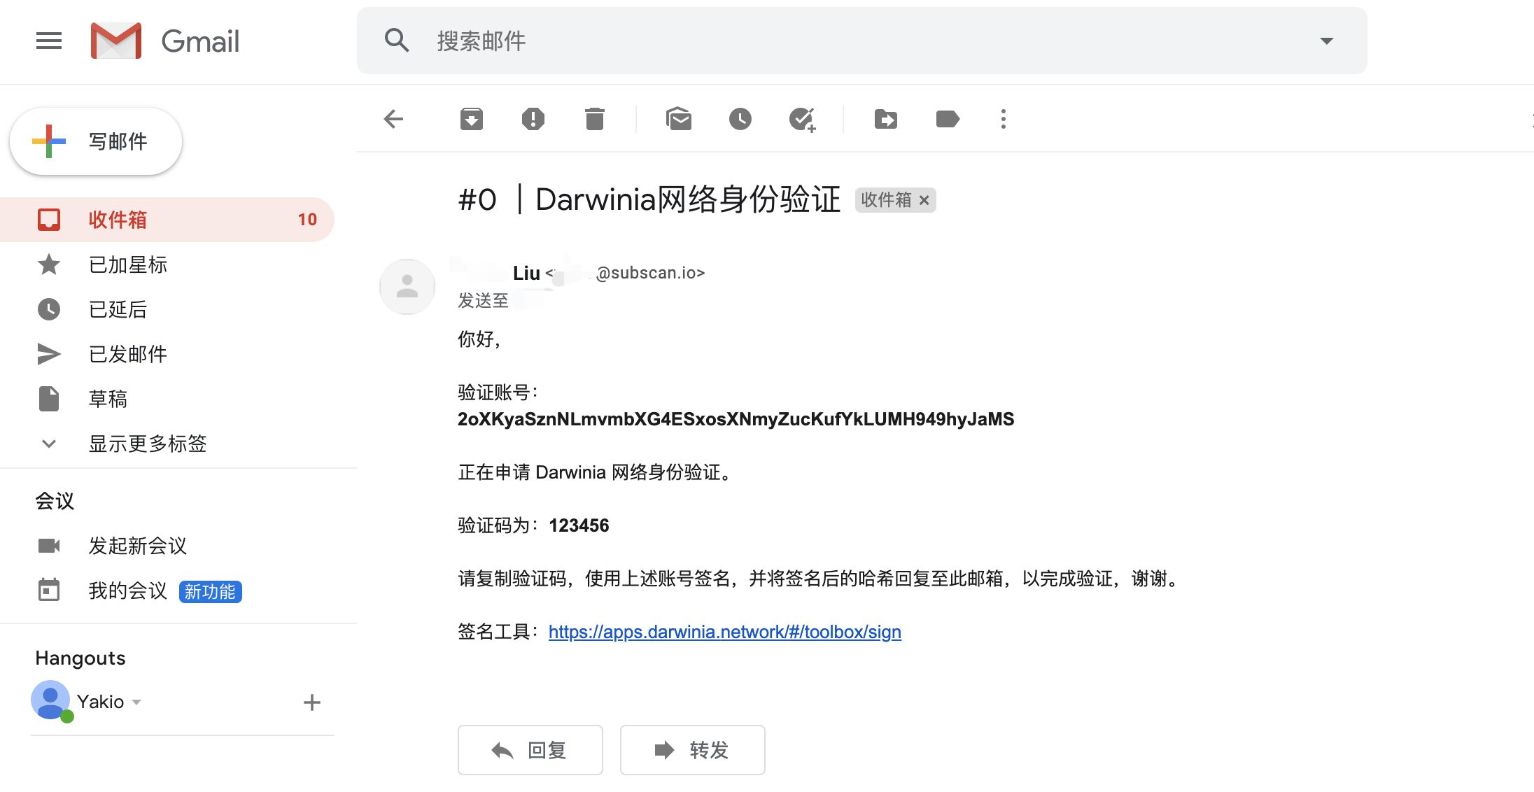 Gmail
搜索邮件
写邮件
收件箱 10
已加星标
已延后
已发邮件
草稿
显示更多标签
会议
发起新会议
我的会议 新功能
Hangouts
Yakio
#0 ｜Darwinia网络身份验证 收件箱 ×
Liu < @subscan.io>
发送至
你好，
验证账号：
2oXKyaSznNLmvmbXG4ESxosXNmyZucKufYkLUMH949hyJaMS
正在申请 Darwinia 网络身份验证。
验证码为：123456
请复制验证码，使用上述账号签名，并将签名后的哈希回复至此邮箱，以完成验证，谢谢。
签名工具：https://apps.darwinia.network/#/toolbox/sign
回复
转发